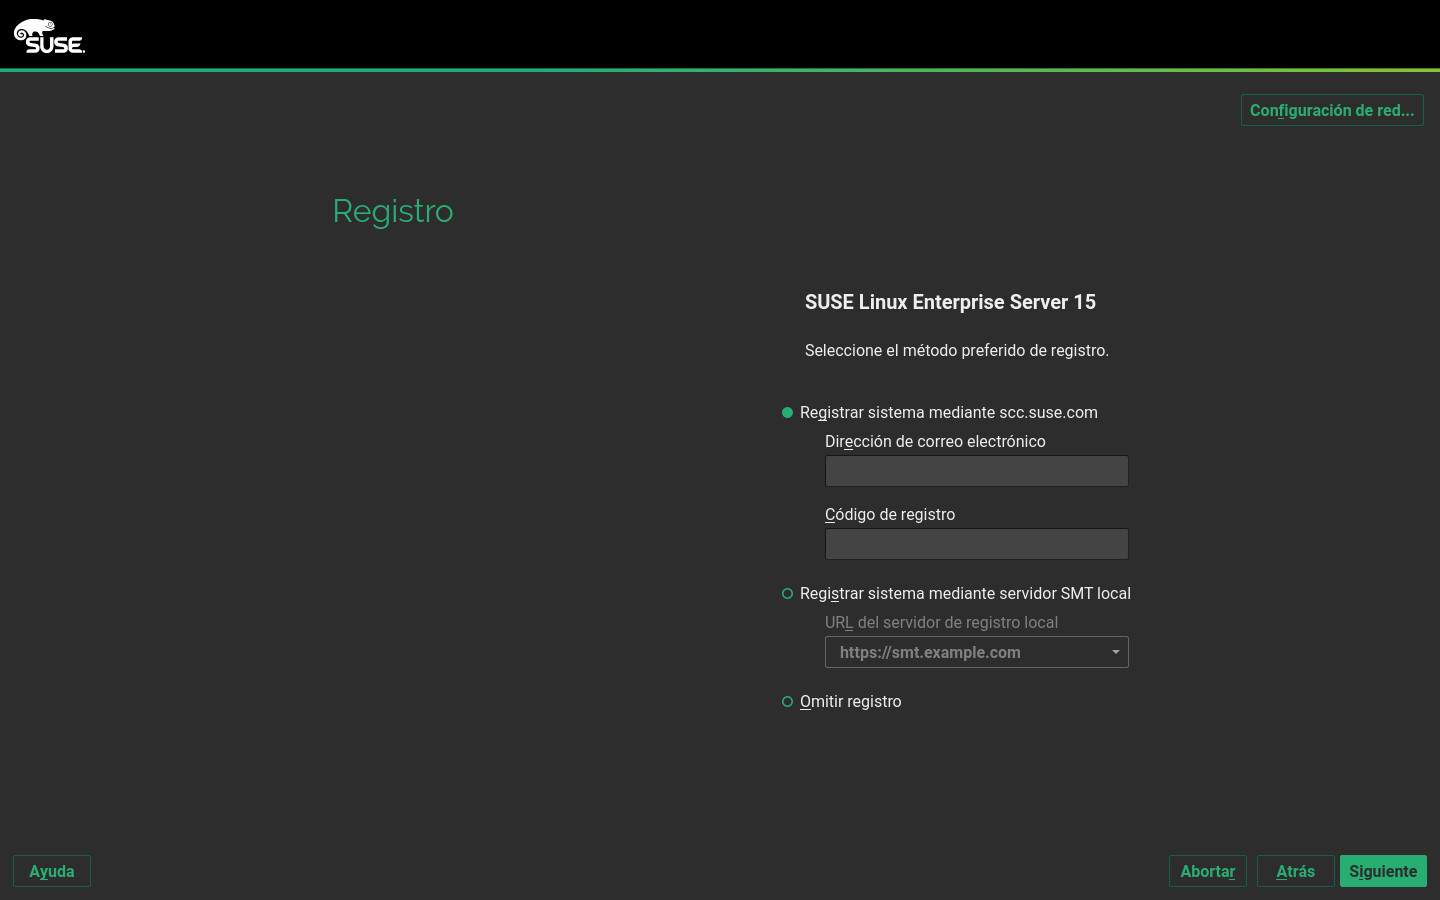 SUSE
Configuración de red...
Registro
SUSE Linux Enterprise Server 15
Seleccione el método preferido de registro.
Registrar sistema mediante scc.suse.com
Dirección de correo electrónico
Código de registro
Registrar sistema mediante servidor SMT local
URL del servidor de registro local
https://smt.example.com
Omitir registro
Ayuda
Abortar
Atrás
Siguiente